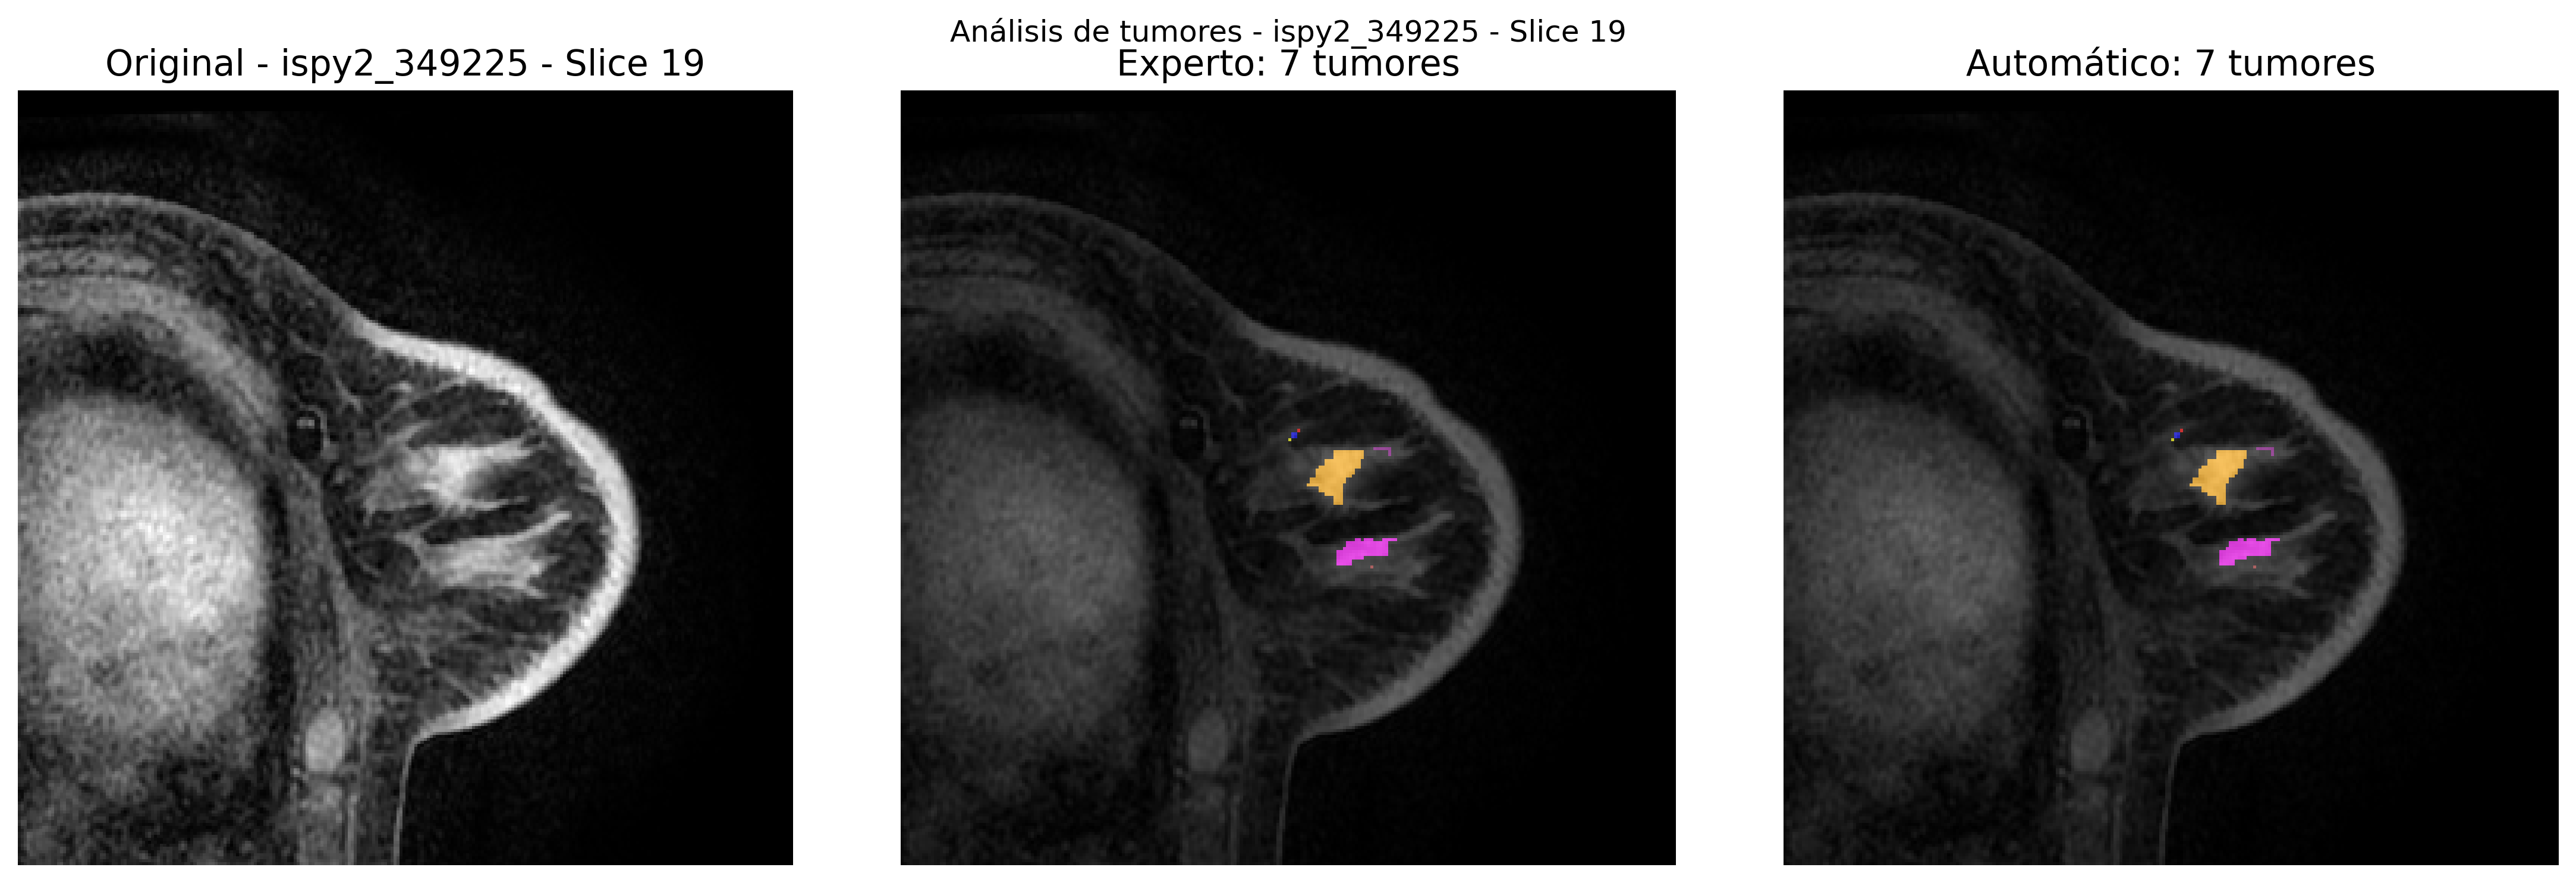 Análisis de tumores - ispy2_349225 - Slice 19
Original - ispy2_349225 - Slice 19
Experto: 7 tumores
Automático: 7 tumores